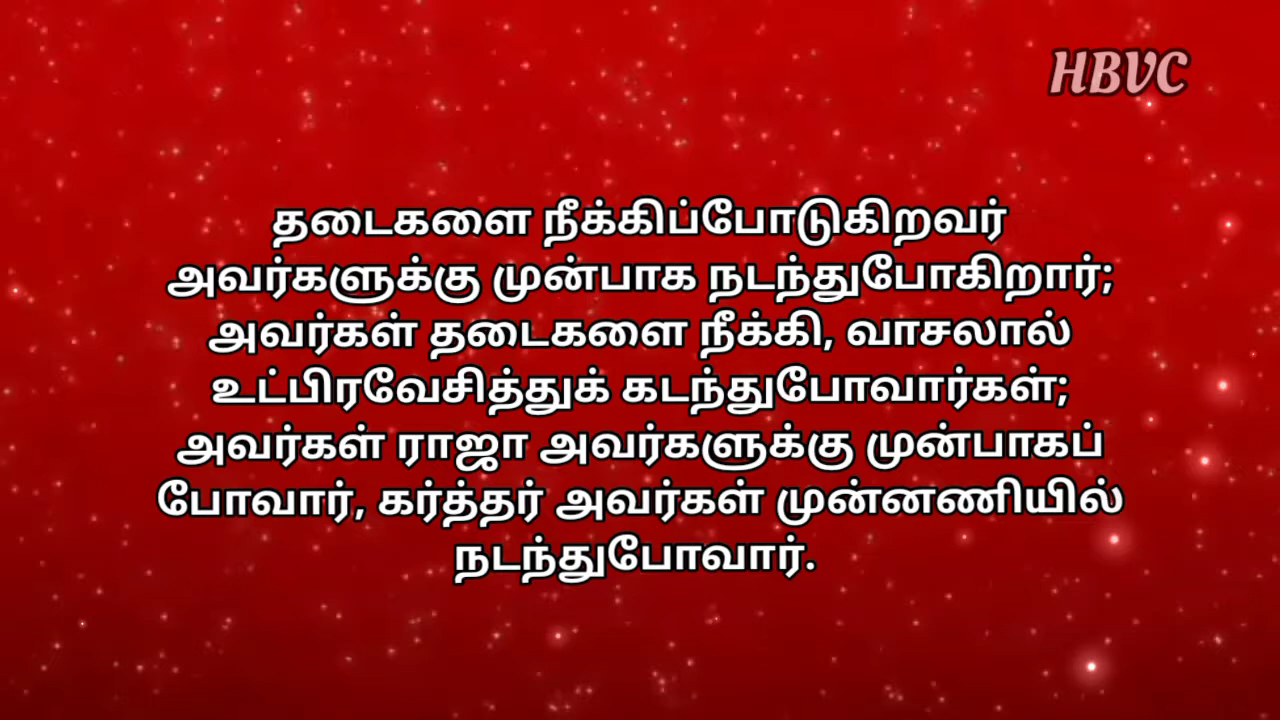 HBVC
தடைகளை நீக்கிப்போடுகிறவர்
அவர்களுக்கு முன்பாக நடந்துபோகிறார்;
அவர்கள் தடைகளை நீக்கி, வாசலால்
உட்பிரவேசித்துக் கடந்துபோவார்கள்;
அவர்கள் ராஜா அவர்களுக்கு முன்பாகப்
போவார், கர்த்தர் அவர்கள் முன்னணியில்
நடந்துபோவார்.